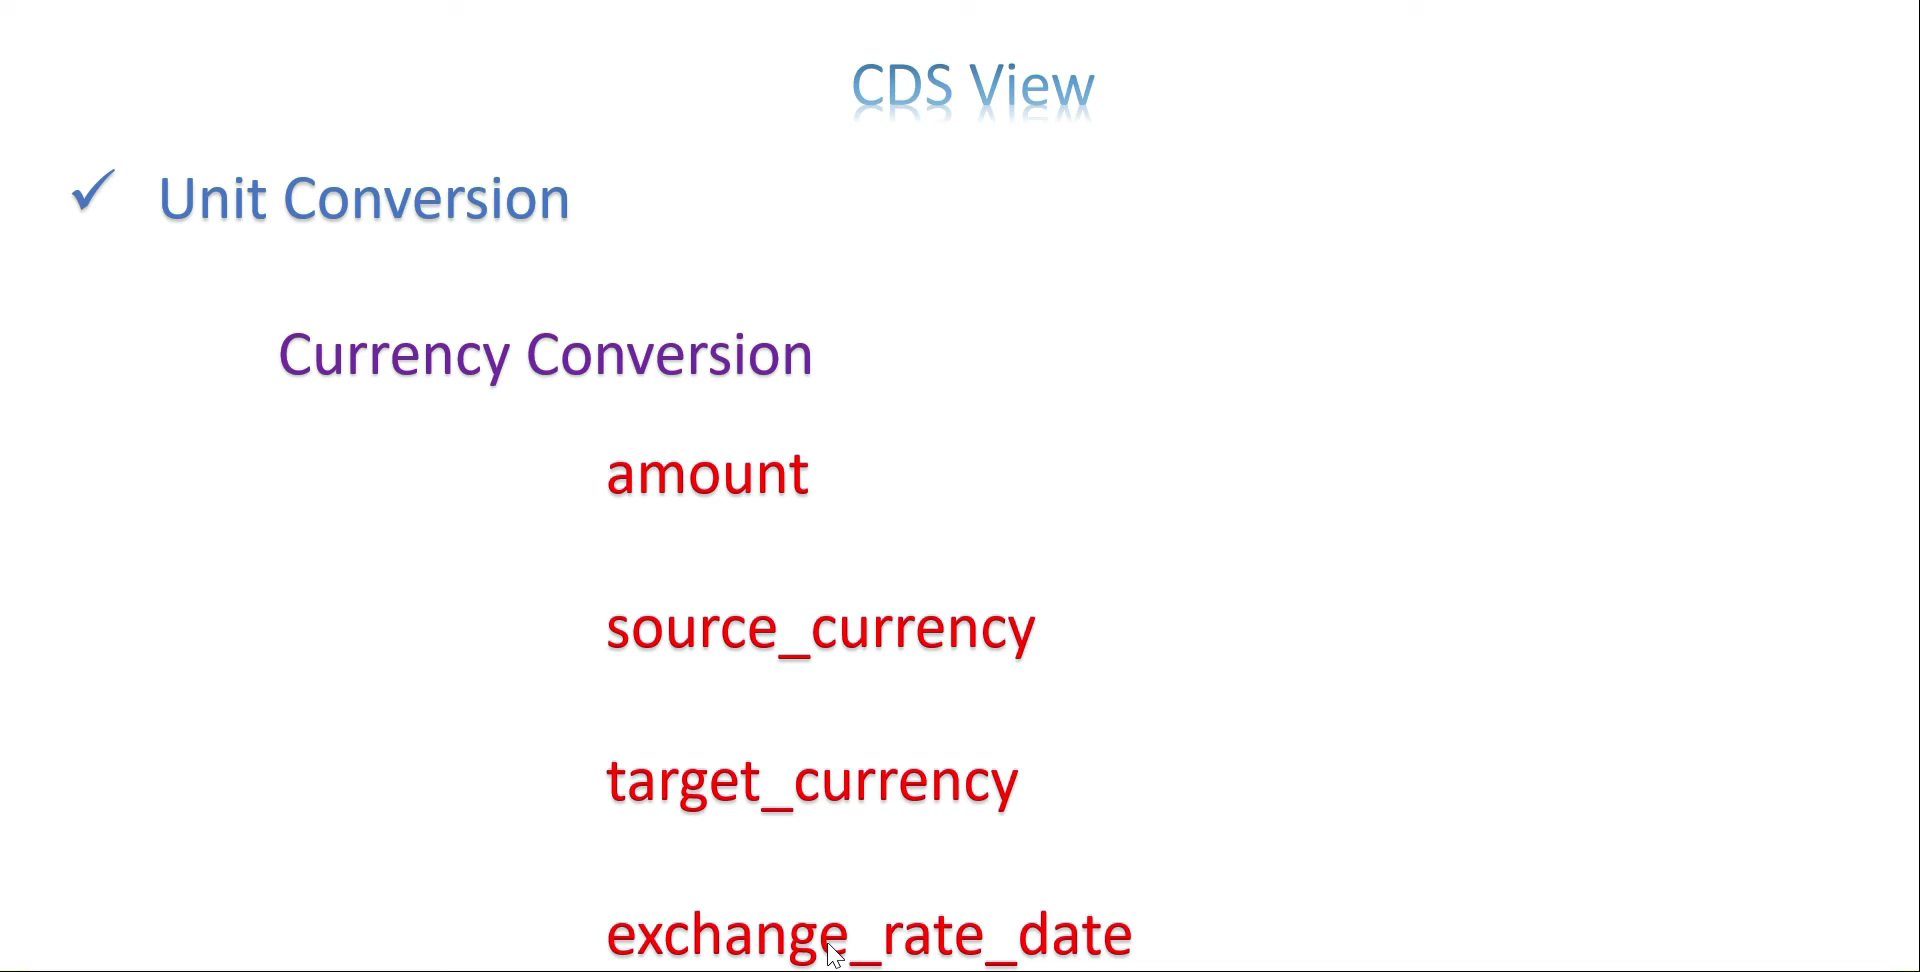 CDS View
✓ Unit Conversion
Currency Conversion
amount
source_currency
target_currency
exchange_rate_date